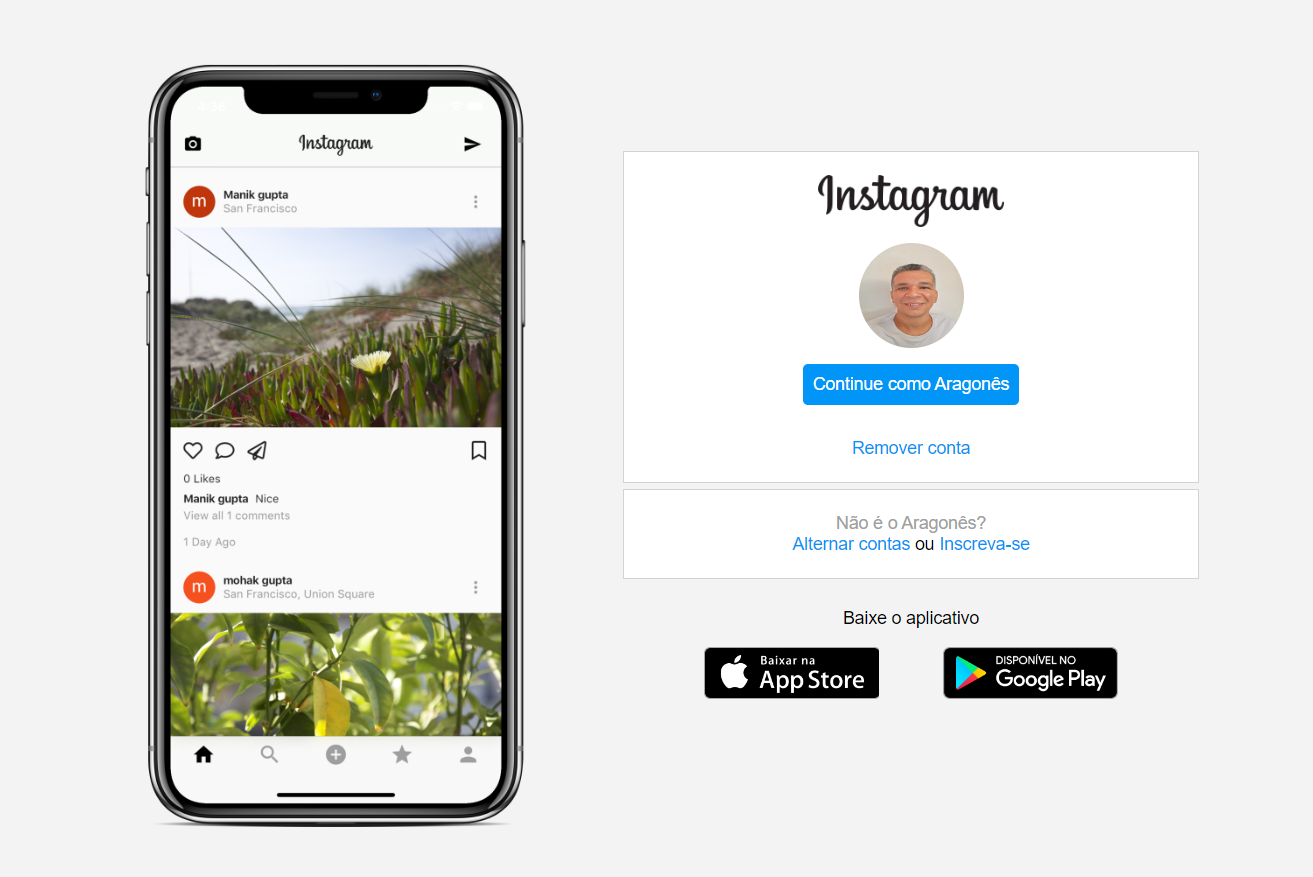 Instagram
m
Manik gupta
San Francisco
0 Likes
Manik gupta Nice
View all 1 comments
1 Day Ago
m
mohak gupta
San Francisco, Union Square
Instagram
Continue como Aragonês
Remover conta
Não é o Aragonês?
Alternar contas ou Inscreva-se
Baixe o aplicativo
Baixar na
App Store
DISPONÍVEL NO
Google Play